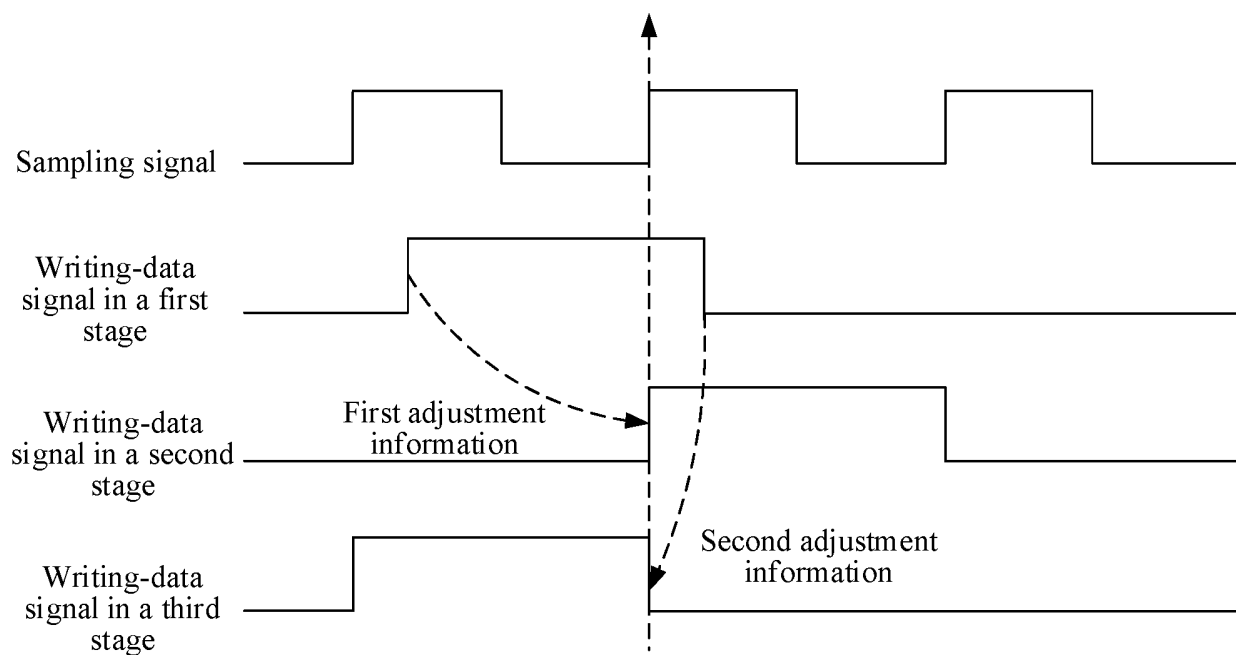 Sampling signal
Writing-data
signal in a first
stage
First adjustment
information
Writing-data
signal in a second
stage
Second adjustment
information
Writing-data
signal in a third
stage